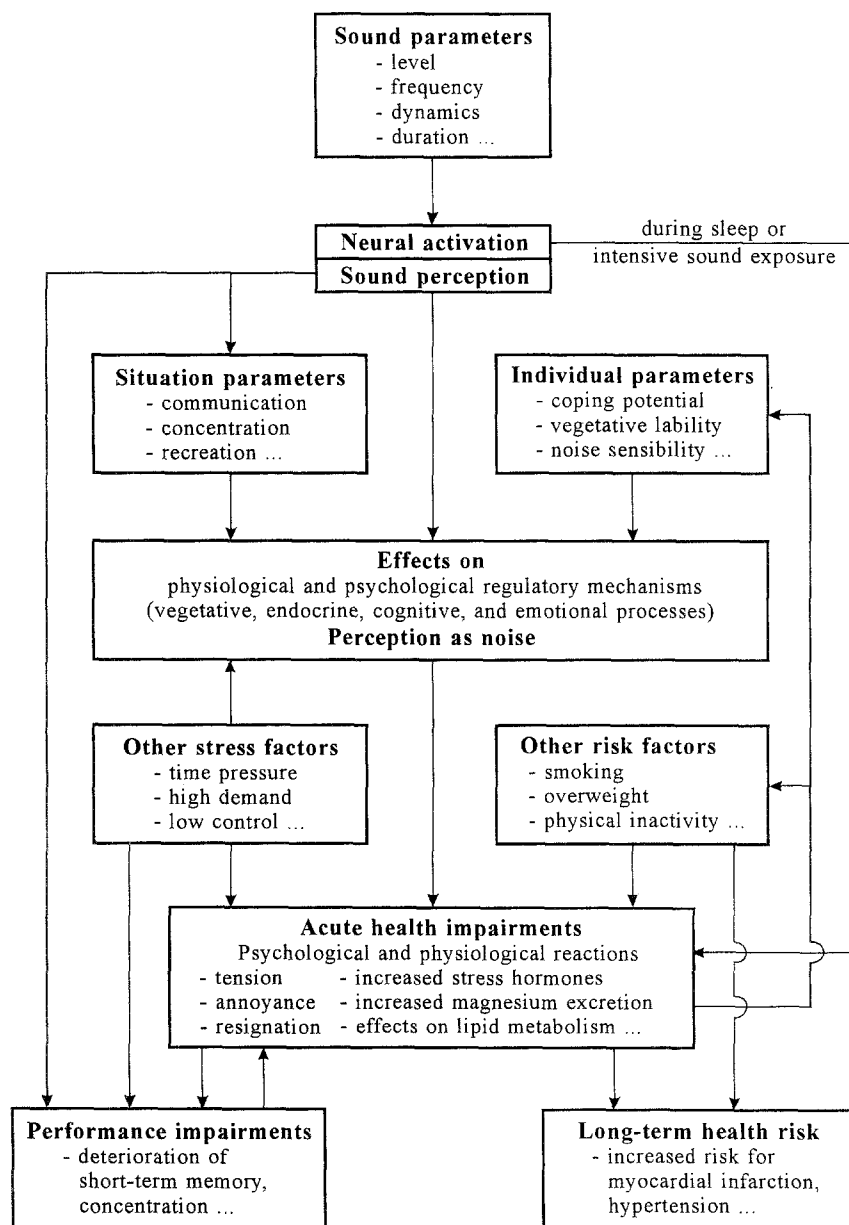 Sound parameters
- level
- frequency
- dynamics
- duration ...
Neural activation
Sound perception
during sleep or
intensive sound exposure
Situation parameters
- communication
- concentration
- recreation ...
Individual parameters
- coping potential
- vegetative lability
- noise sensibility ...
Effects on
physiological and psychological regulatory mechanisms
(vegetative, endocrine, cognitive, and emotional processes)
Perception as noise
Other stress factors
- time pressure
- high demand
- low control ...
Other risk factors
- smoking
- overweight
- physical inactivity ...
Acute health impairments
Psychological and physiological reactions
- tension - increased stress hormones
- annoyance - increased magnesium excretion
- resignation - effects on lipid metabolism ...
Performance impairments
- deterioration of
short-term memory,
concentration ...
Long-term health risk
- increased risk for
myocardial infarction,
hypertension ...